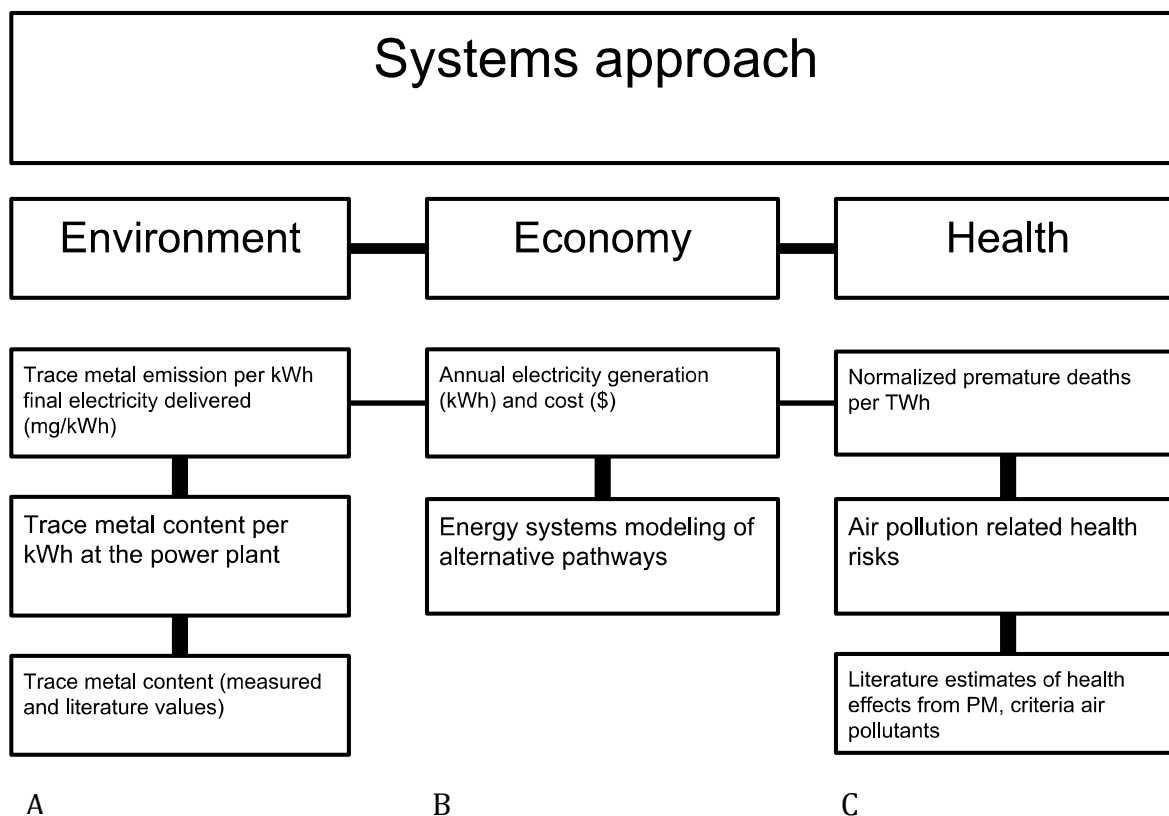 Systems approach
Environment
Economy
Health
Trace metal emission per kWh
final electricity delivered
(mg/kWh)
Annual electricity generation
(kWh) and cost ($)
Normalized premature deaths
per TWh
Trace metal content per
kWh at the power plant
Energy systems modeling of
alternative pathways
Air pollution related health
risks
Trace metal content (measured
and literature values)
Literature estimates of health
effects from PM, criteria air
pollutants
A
B
C